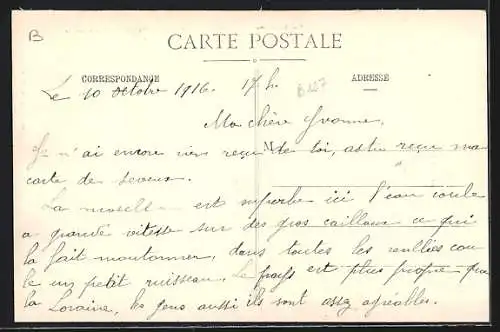 B
CARTE POSTALE
CORRESPONDANCE
ADRESSE
Le 10 octobre 1916. 17 h.
Ma chère Yvonne,
Je n'ai encore rien reçu de toi, as tu reçu ma
M
carte de
La moselle est superbe ici l'eau coule
a grande vitesse sur des gros cailloux ce qui
la fait moutonner, dans toutes les vallées cou
le un petit ruisseau. Le pays est plus propre que
la Loraine, les gens aussi ils sont assez agréables.